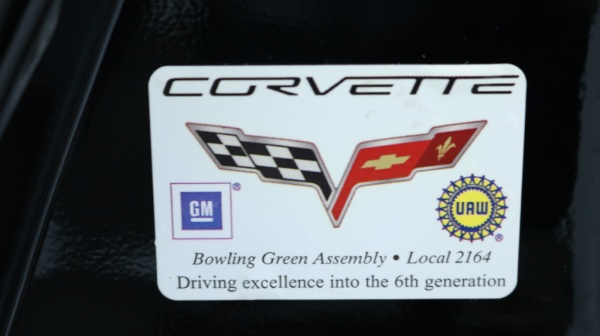 CORVETTE
GM ®
UAW ®
Bowling Green Assembly • Local 2164
Driving excellence into the 6th generation